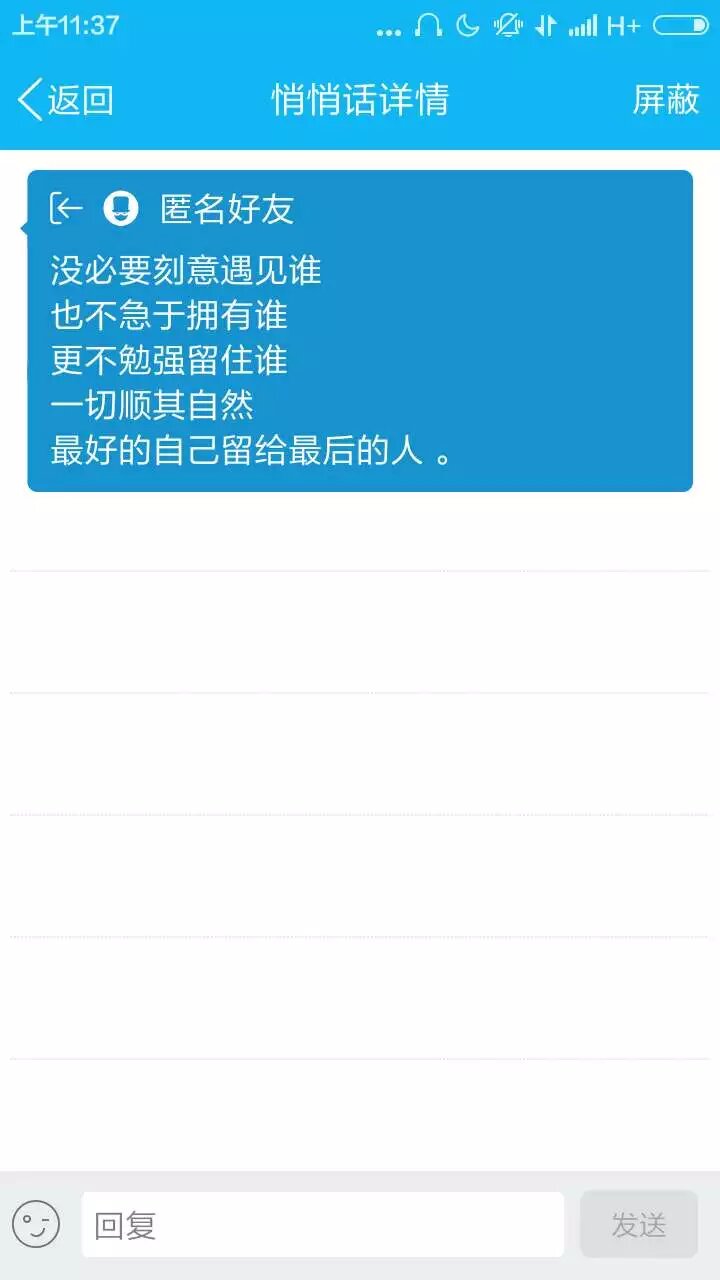 上午11:37
... H+
返回 悄悄话详情 屏蔽
匿名好友
没必要刻意遇见谁
也不急于拥有谁
更不勉强留住谁
一切顺其自然
最好的自己留给最后的人 。
回复 发送